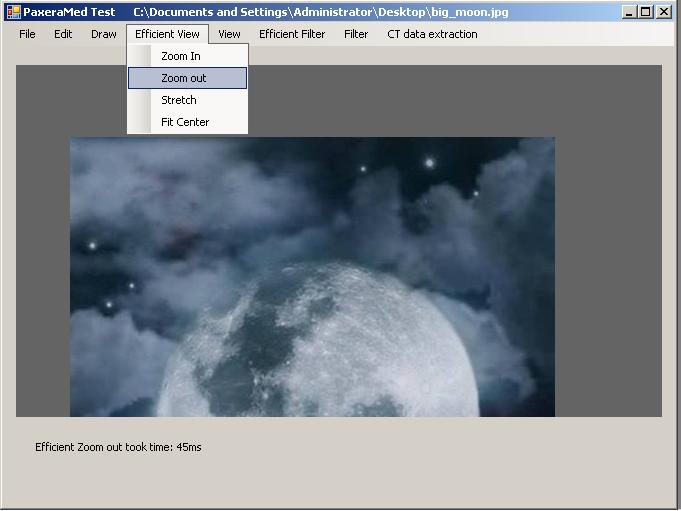 PaxeraMed Test C:\Documents and Settings\Administrator\Desktop\big_moon.jpg
File Edit Draw Efficient View View Efficient Filter Filter CT data extraction
Zoom In
Zoom out
Stretch
Fit Center
Efficient Zoom out took time: 45ms